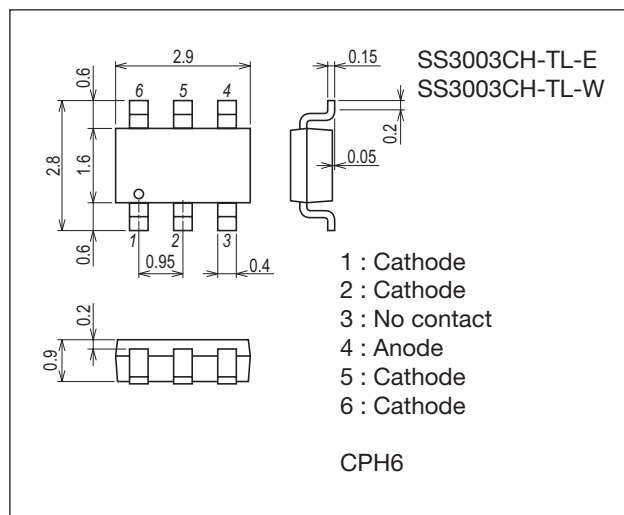 2.9
0.15
SS3003CH-TL-E
SS3003CH-TL-W
0.6
6
5
4
0.2
2.8
1.6
0.05
0.6
1
2
3
0.95
0.4
1 : Cathode
2 : Cathode
3 : No contact
4 : Anode
5 : Cathode
6 : Cathode
0.2
0.9
CPH6